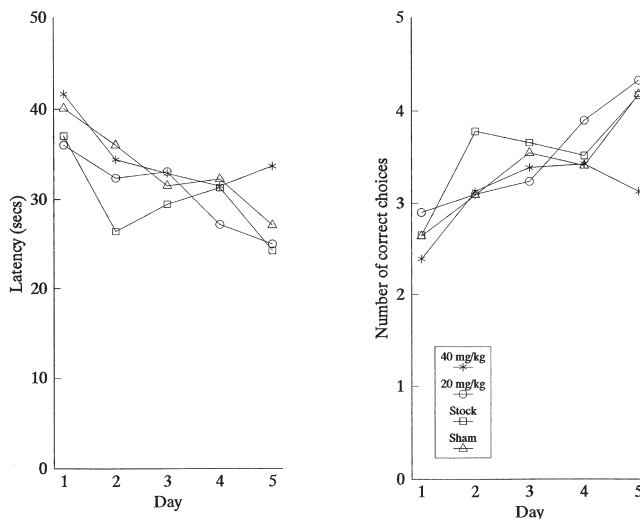 50
40
30
20
10
0
Latency (secs)
1 2 3 4 5
Day
5
4
3
2
1
0
Number of correct choices
40 mg/kg
20 mg/kg
Stock
Sham
1 2 3 4 5
Day